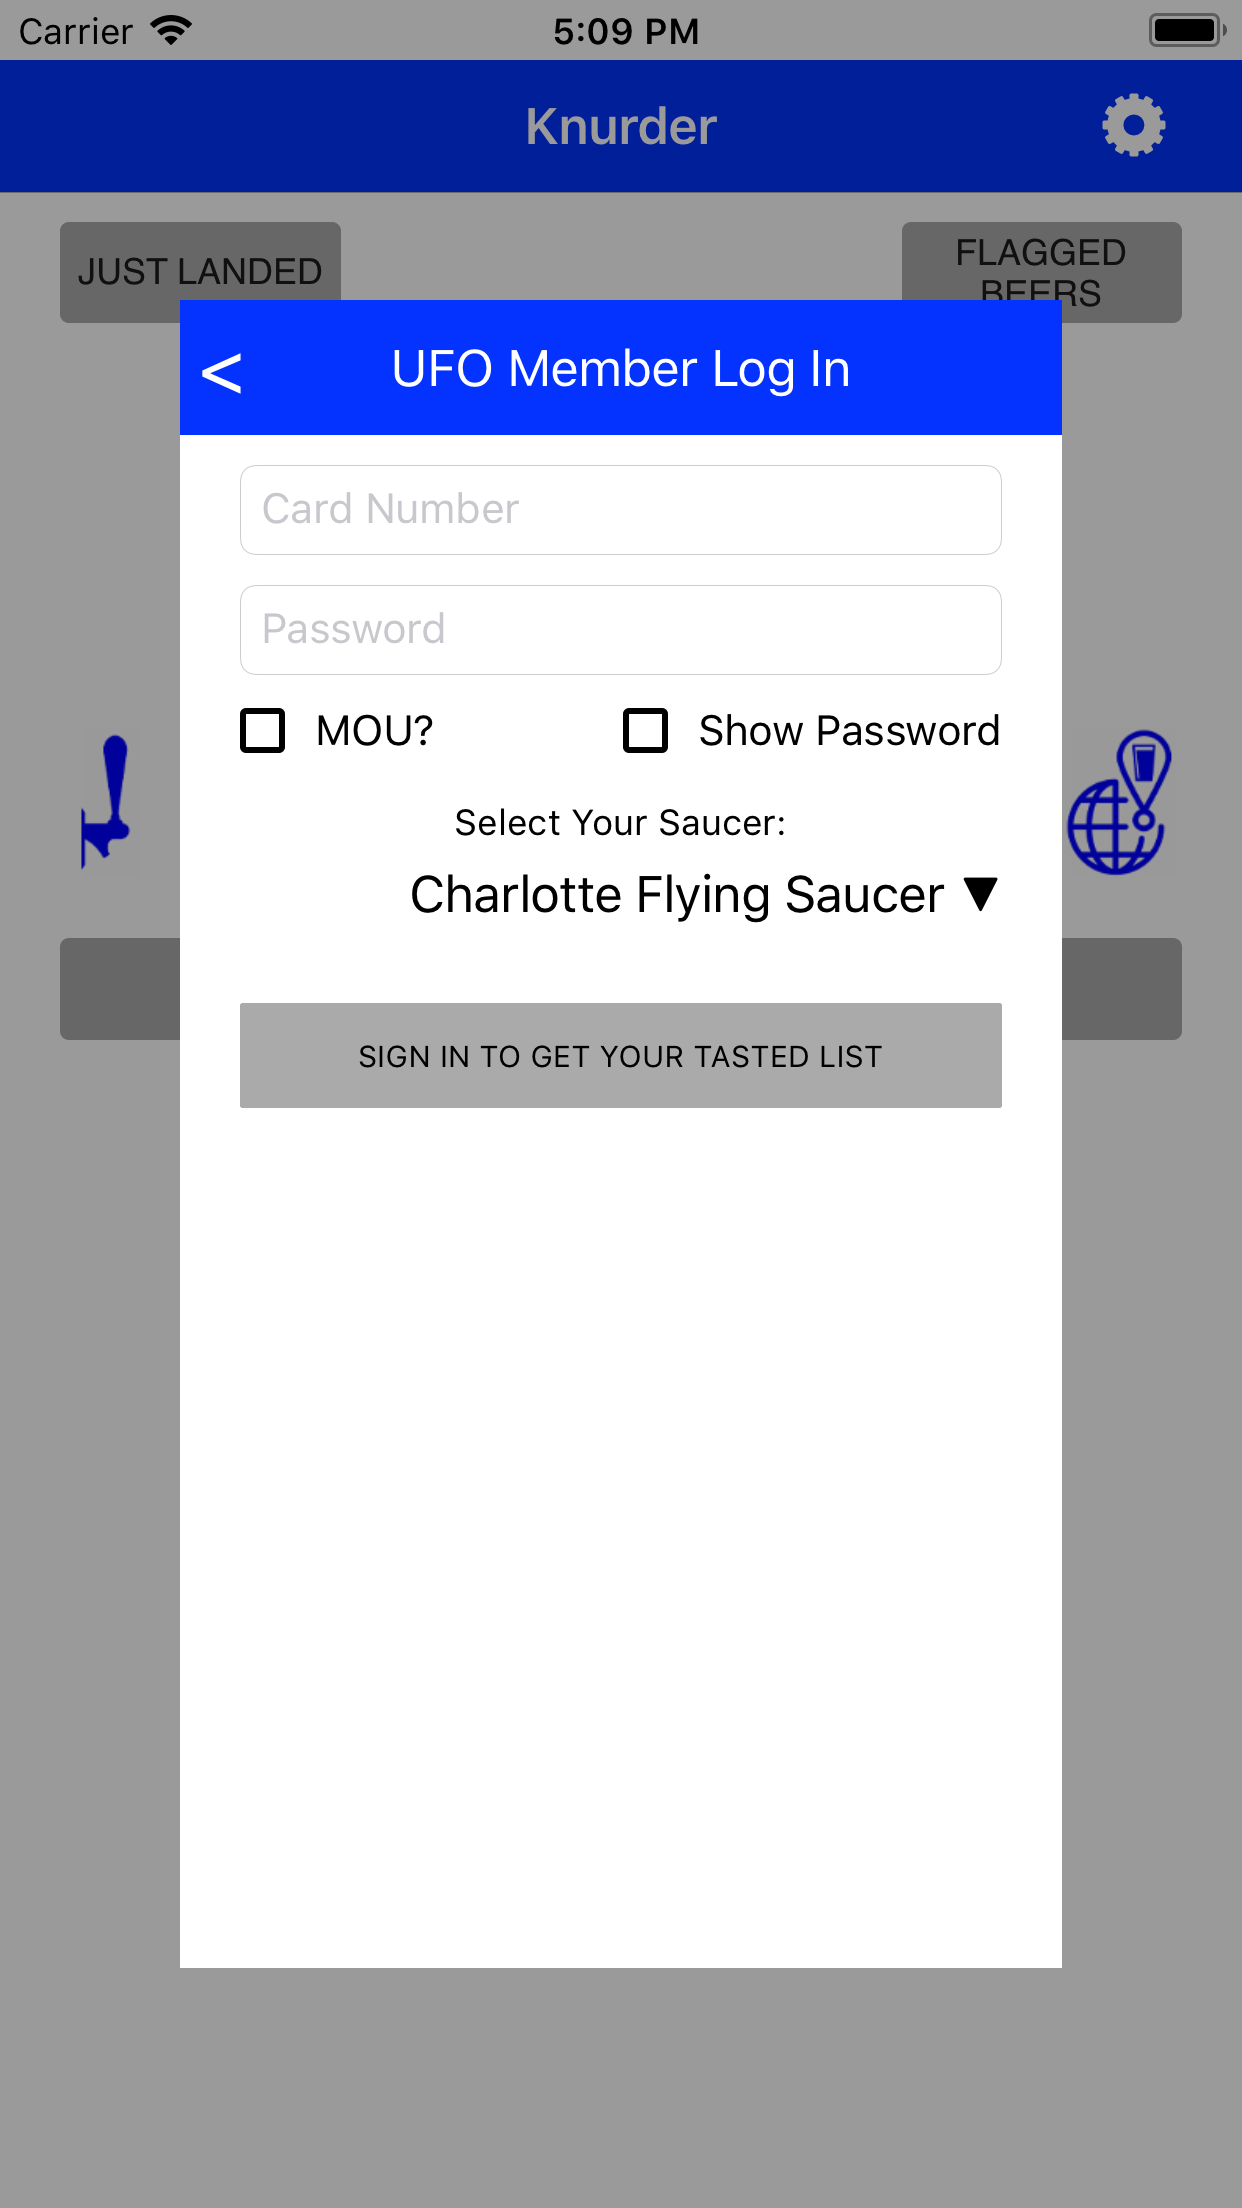 Carrier
5:09 PM
Knurder
JUST LANDED
FLAGGED
BEERS
< UFO Member Log In
Card Number
Password
MOU?
Show Password
Select Your Saucer:
Charlotte Flying Saucer ▼
SIGN IN TO GET YOUR TASTED LIST